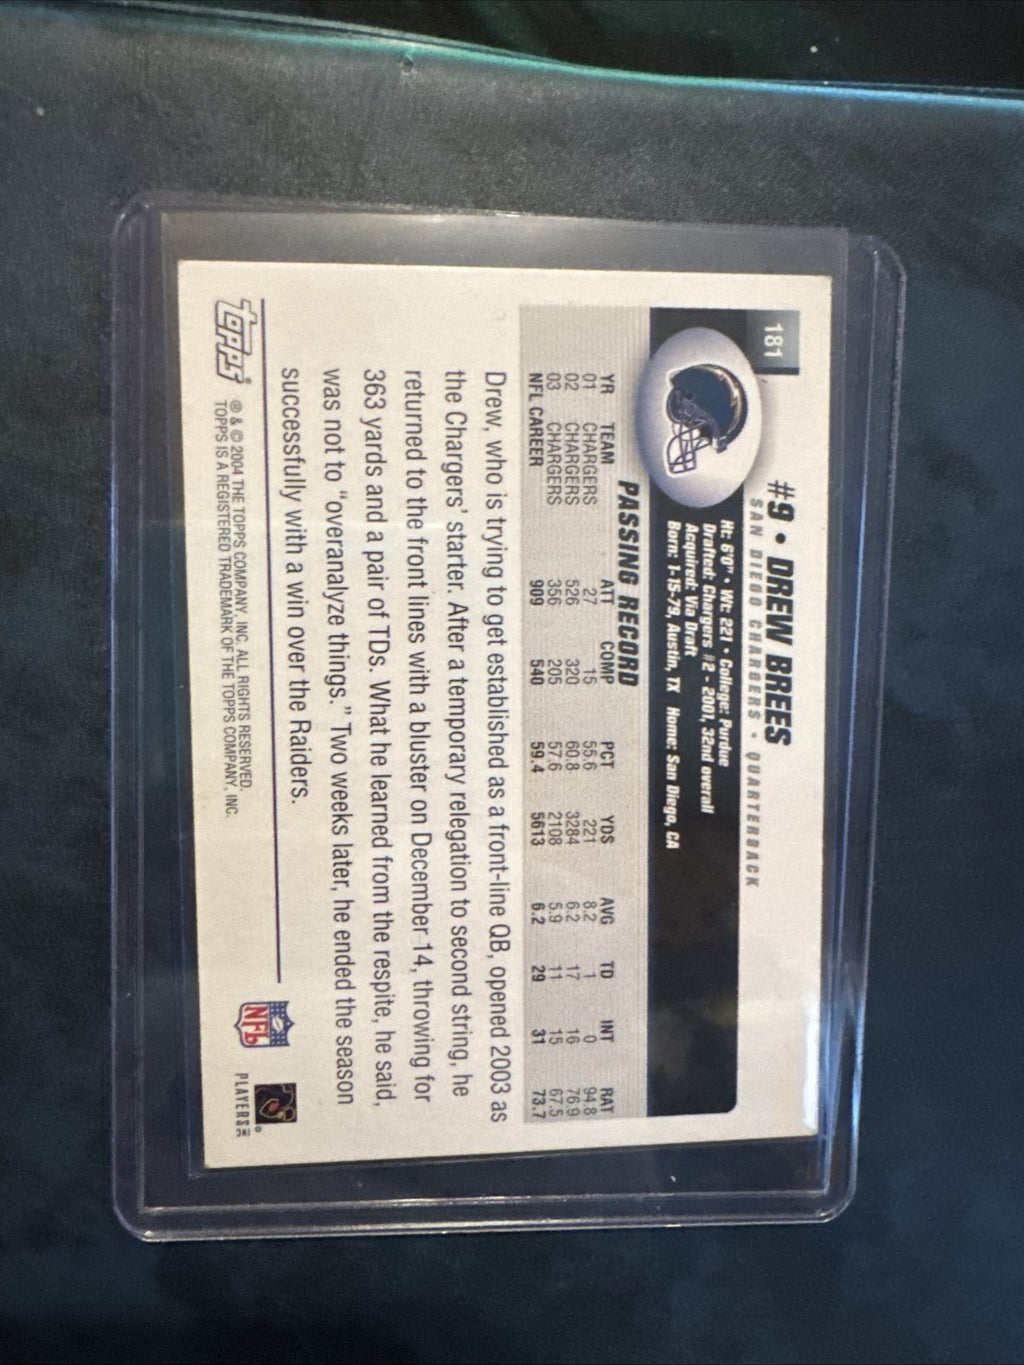 181
#9 • DREW BREES
SAN DIEGO CHARGERS • QUARTERBACK
Ht: 6'0" • Wt: 221 • College: Purdue
Drafted: Chargers #2 - 2001, 32nd overall
Acquired: Via Draft
Born: 1-15-79, Austin, TX Home: San Diego, CA
PASSING RECORD
YR TEAM ATT COMP PCT YDS AVG TD INT RAT
01 CHARGERS 27 15 55.6 221 8.2 1 0 94.8
02 CHARGERS 526 320 60.8 3284 6.2 17 16 76.9
03 CHARGERS 356 205 57.6 2108 5.9 11 15 67.5
NFL CAREER 909 540 59.4 5613 6.2 29 31 73.7
Drew, who is trying to get established as a front-line QB, opened 2003 as
the Chargers' starter. After a temporary relegation to second string, he
returned to the front lines with a bluster on December 14, throwing for
363 yards and a pair of TDs. What he learned from the respite, he said,
was not to "overanalyze things." Two weeks later, he ended the season
successfully with a win over the Raiders.
TOPPS®
® & © 2004 THE TOPPS COMPANY, INC. ALL RIGHTS RESERVED.
TOPPS IS A REGISTERED TRADEMARK OF THE TOPPS COMPANY, INC.
NFL
PLAYERS INC